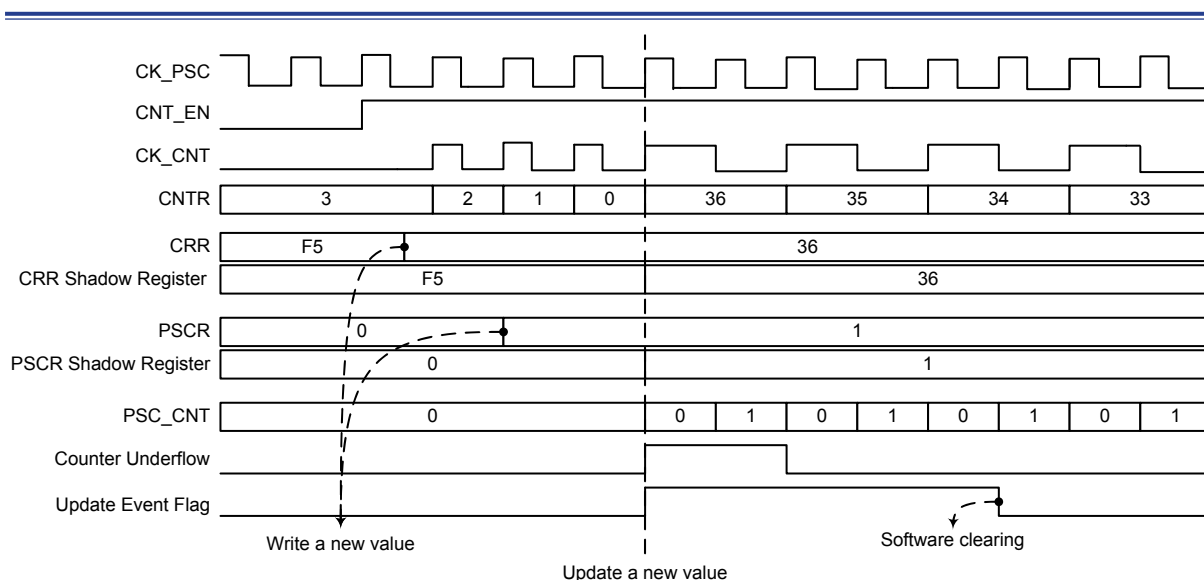 CK_PSC
CNT_EN
CK_CNT
CNTR 3 2 1 0 36 35 34 33
CRR F5 36
CRR Shadow Register F5 36
PSCR 0 1
PSCR Shadow Register 0 1
PSC_CNT 0 0 1 0 1 0 1 0 1
Counter Underflow
Update Event Flag
Write a new value
Software clearing
Update a new value